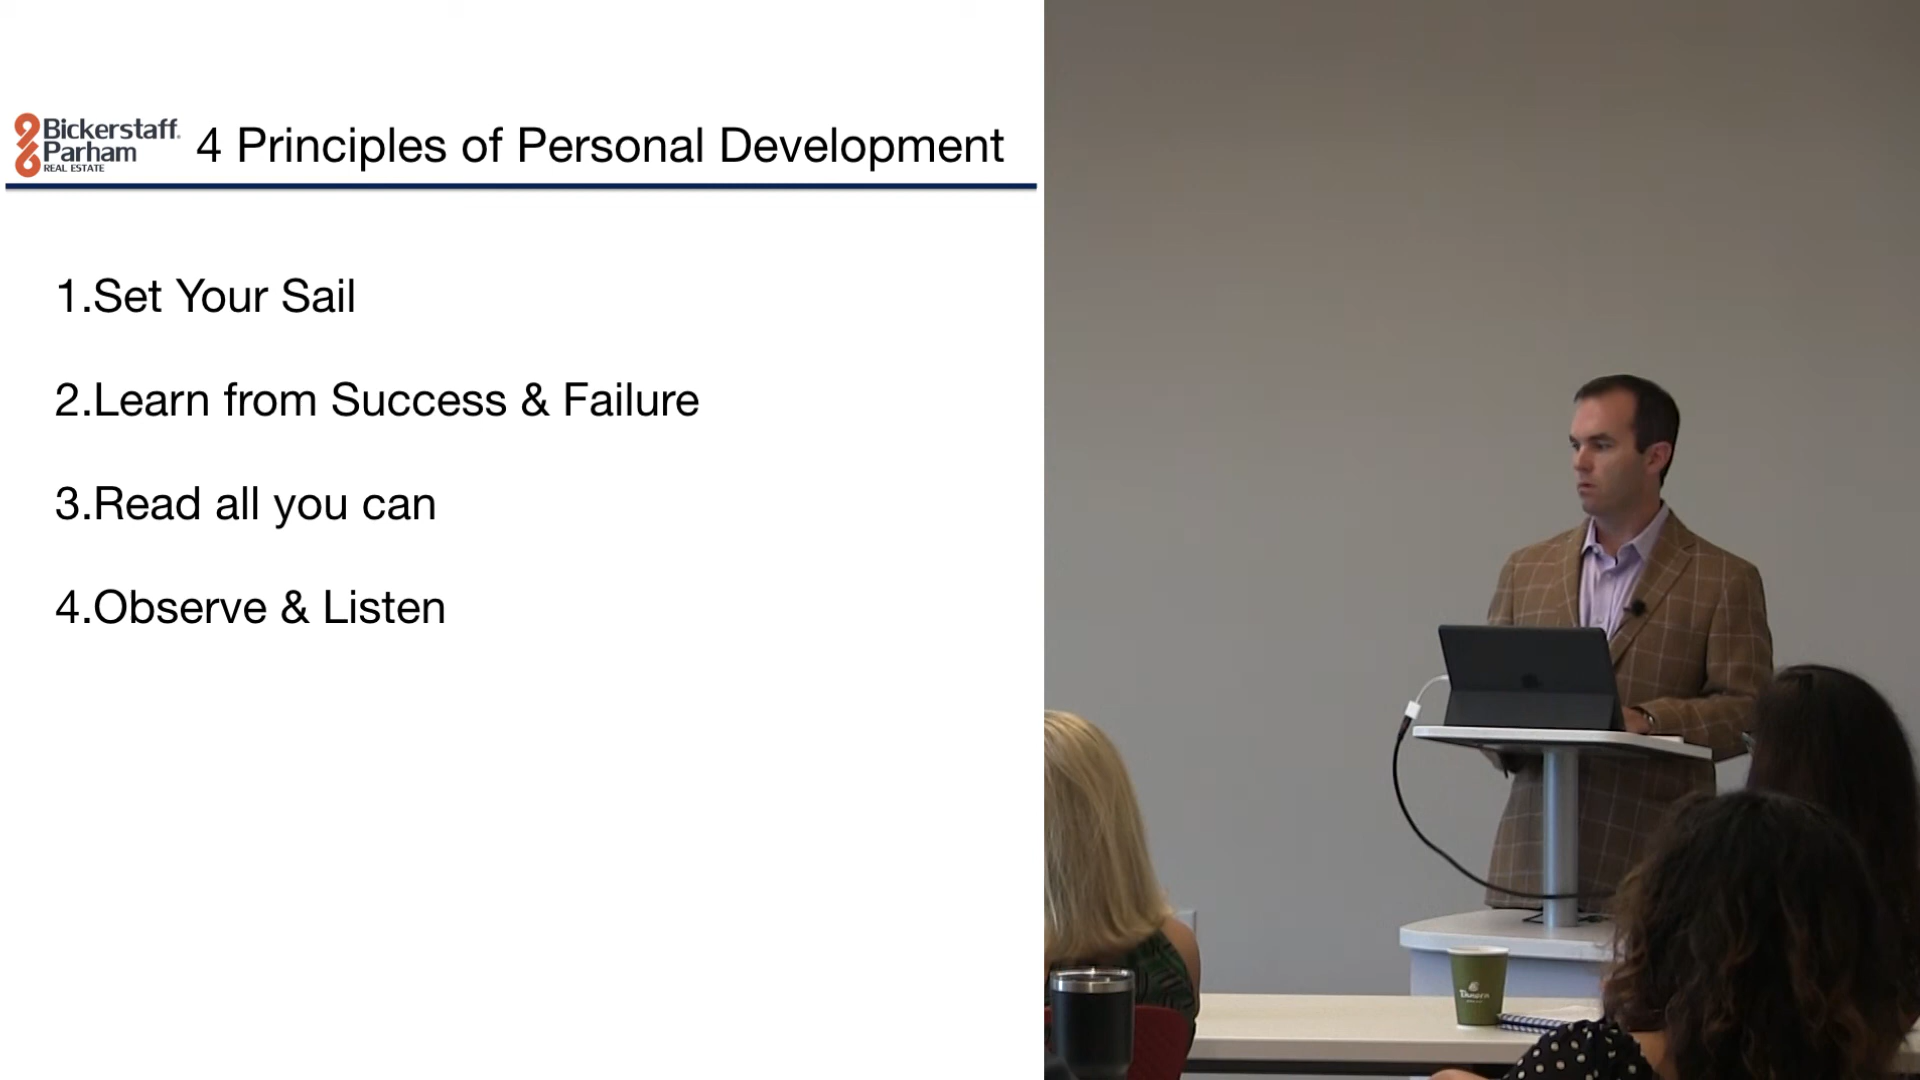 Bickerstaff
Parham
REAL ESTATE
4 Principles of Personal Development
1.Set Your Sail
2.Learn from Success & Failure
3.Read all you can
4.Observe & Listen
Panera